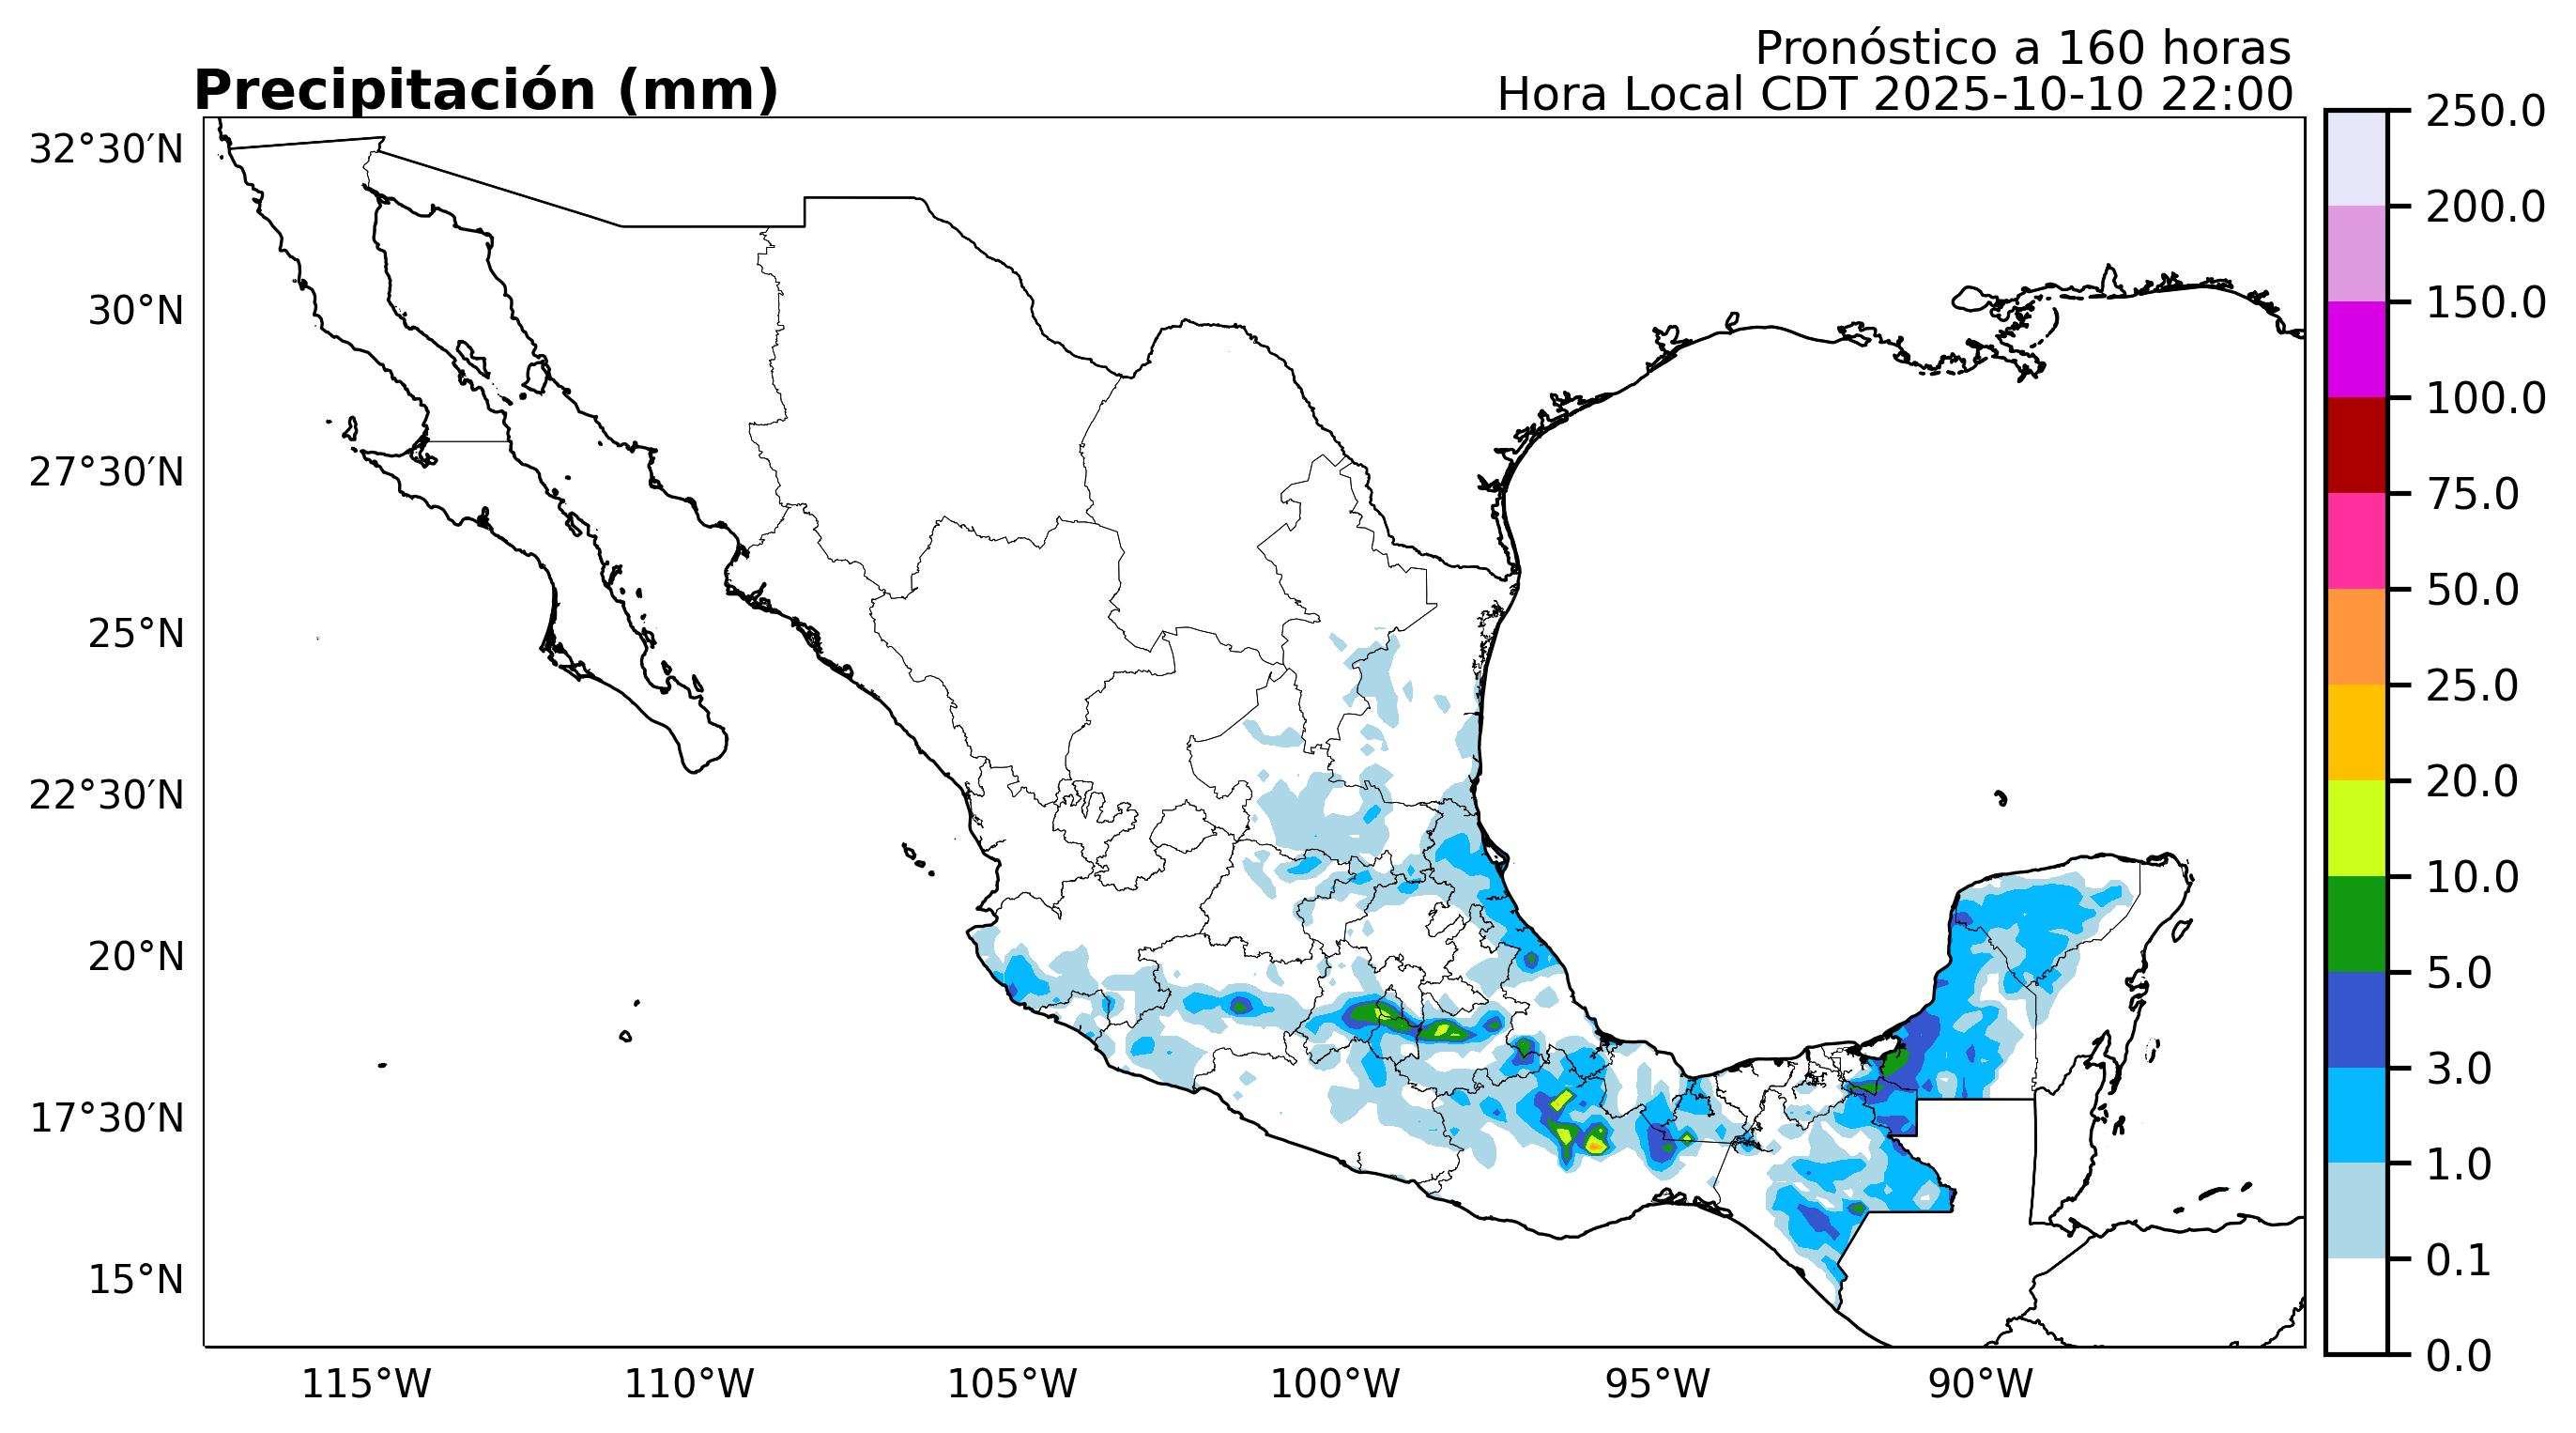 Pronóstico a 160 horas
Precipitación (mm)
Hora Local CDT 2025-10-10 22:00
32°30′N
30°N
27°30′N
25°N
22°30′N
20°N
17°30′N
15°N
115°W
110°W
105°W
100°W
95°W
90°W
250.0
200.0
150.0
100.0
75.0
50.0
25.0
20.0
10.0
5.0
3.0
1.0
0.1
0.0